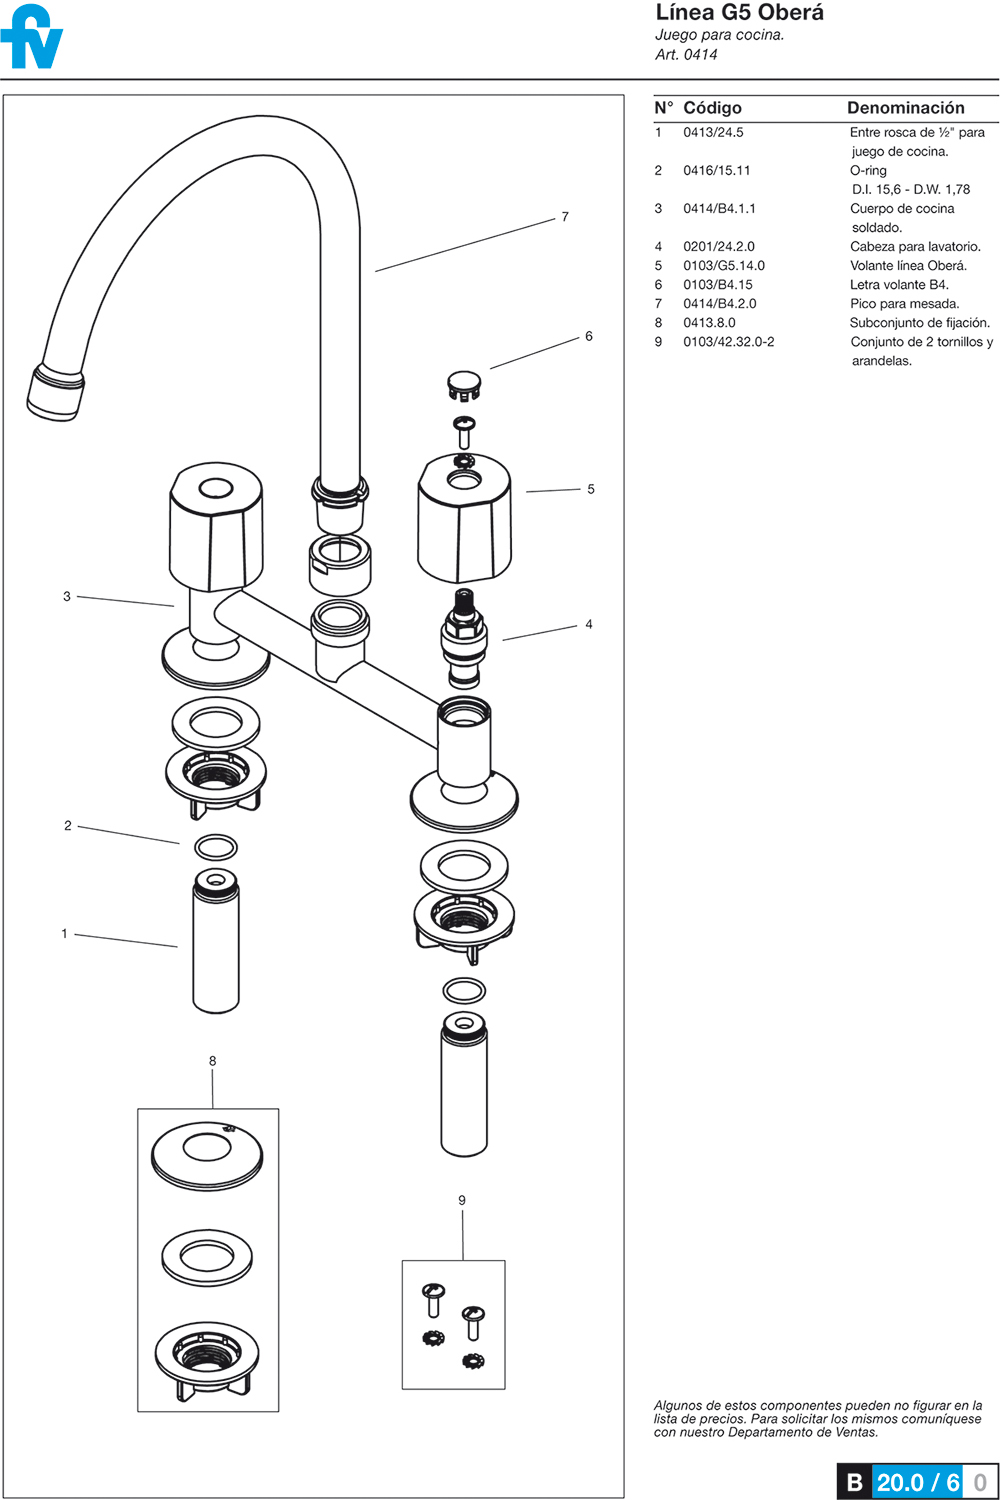 fv
Línea G5 Oberá
Juego para cocina.
Art. 0414
N° Código Denominación
1 0413/24.5 Entre rosca de ½" para
juego de cocina.
2 0416/15.11 O-ring
D.I. 15,6 - D.W. 1,78
3 0414/B4.1.1 Cuerpo de cocina
soldado.
4 0201/24.2.0 Cabeza para lavatorio.
5 0103/G5.14.0 Volante línea Oberá.
6 0103/B4.15 Letra volante B4.
7 0414/B4.2.0 Pico para mesada.
8 0413.8.0 Subconjunto de fijación.
9 0103/42.32.0-2 Conjunto de 2 tornillos y
arandelas.
7
6
5
3
4
2
1
8
9
Algunos de estos componentes pueden no figurar en la
lista de precios. Para solicitar los mismos comuníquese
con nuestro Departamento de Ventas.
B 20.0 / 6 0